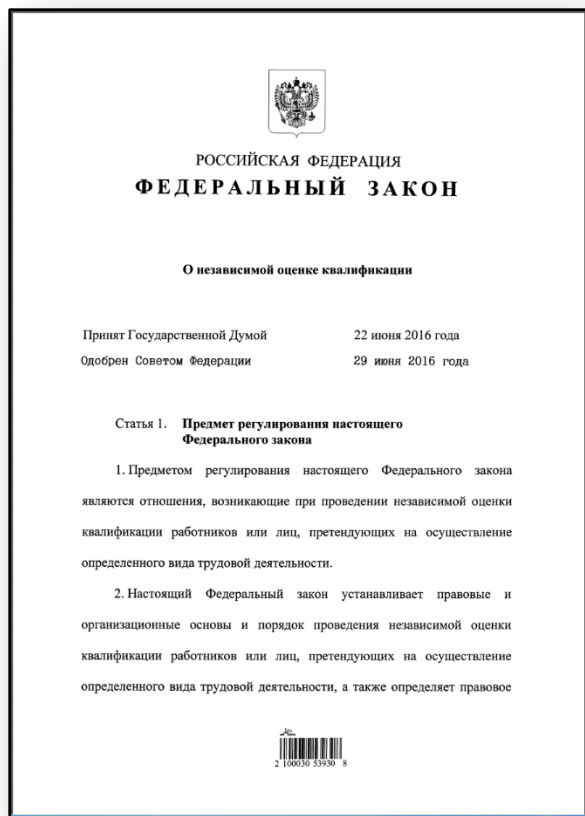 РОССИЙСКАЯ ФЕДЕРАЦИЯ
ФЕДЕРАЛЬНЫЙ ЗАКОН
О независимой оценке квалификации
Принят Государственной Думой 22 июня 2016 года
Одобрен Советом Федерации 29 июня 2016 года
Статья 1. Предмет регулирования настоящего
Федерального закона
1. Предметом регулирования настоящего Федерального закона
являются отношения, возникающие при проведении независимой оценки
квалификации работников или лиц, претендующих на осуществление
определенного вида трудовой деятельности.
2. Настоящий Федеральный закон устанавливает правовые и
организационные основы и порядок проведения независимой оценки
квалификации работников или лиц, претендующих на осуществление
определенного вида трудовой деятельности, а также определяет правовое
2 100030 53930 8